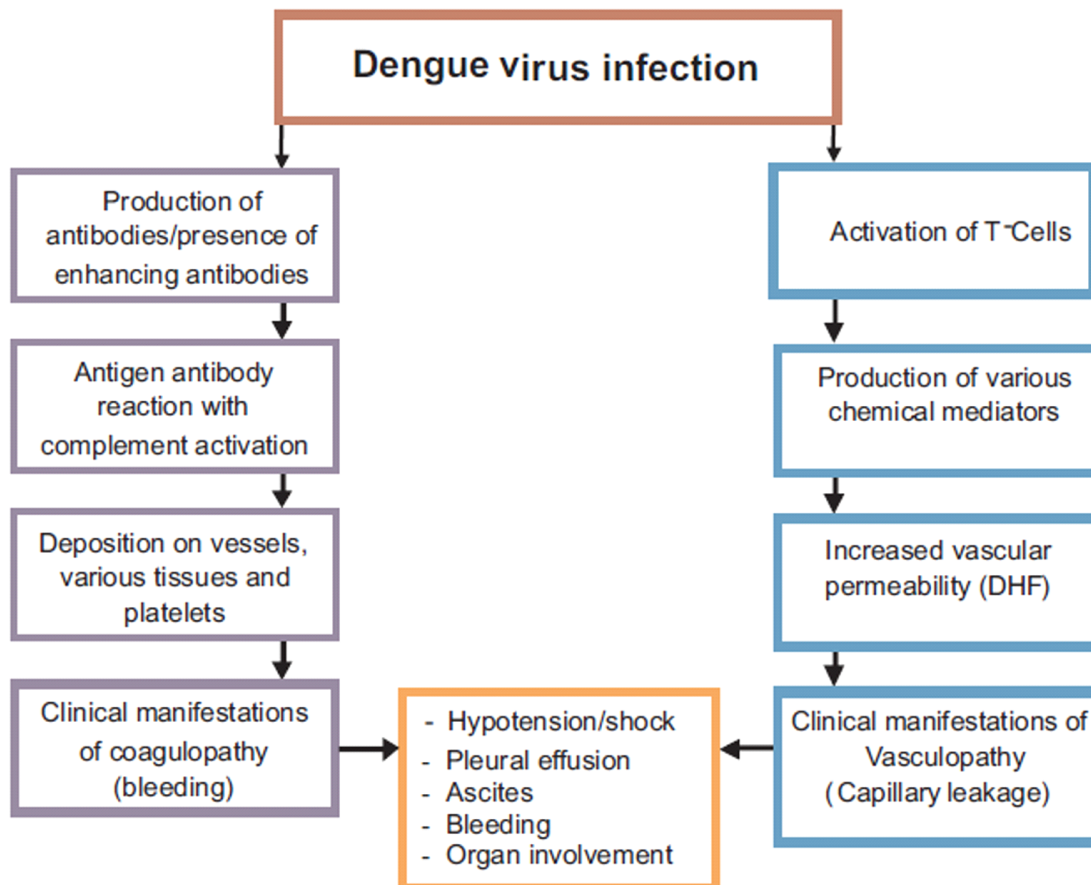 Dengue virus infection
Production of
antibodies/presence of
enhancing antibodies
Antigen antibody
reaction with
complement activation
Deposition on vessels,
various tissues and
platelets
Clinical manifestations
of coagulopathy
(bleeding)
Activation of T-Cells
Production of various
chemical mediators
Increased vascular
permeability (DHF)
Clinical manifestations of
Vasculopathy
(Capillary leakage)
- Hypotension/shock
- Pleural effusion
- Ascites
- Bleeding
- Organ involvement